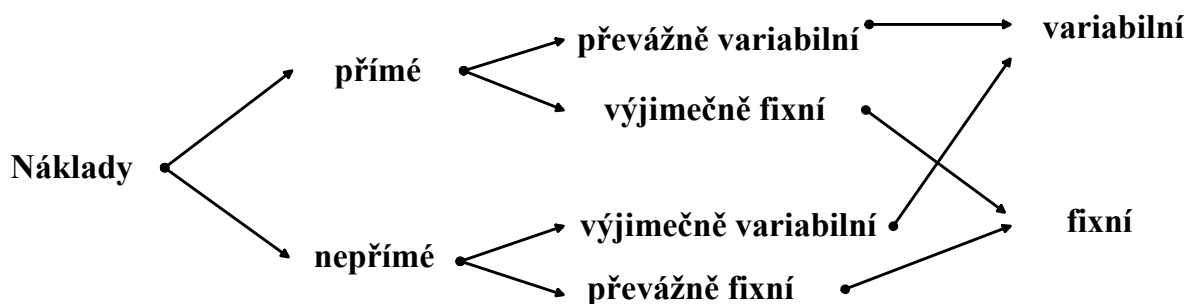 Náklady
přímé
nepřímé
převážně variabilní
výjimečně fixní
výjimečně variabilní
převážně fixní
variabilní
fixní